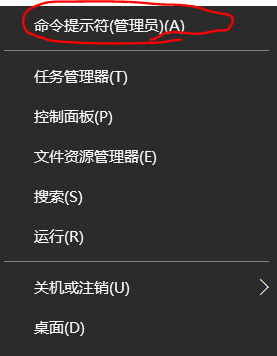 命令提示符(管理员)(A)
任务管理器(T)
控制面板(P)
文件资源管理器(E)
搜索(S)
运行(R)
关机或注销(U)
桌面(D)